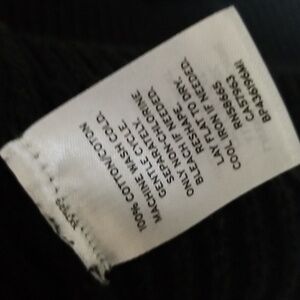 100% COTTON/COTON
MACHINE WASH COLD
GENTLE CYCLE.
SEPARATELY.
ONLY NON-CHLORINE
BLEACH IF NEEDED.
RESHAPE.
LAY FLAT TO DRY.
COOL IRON IF NEEDED.